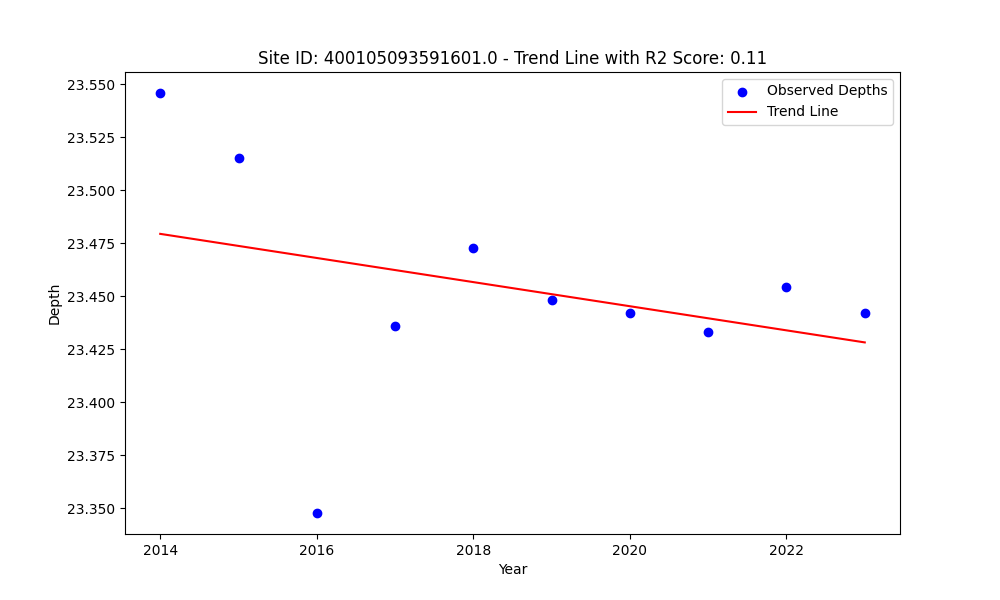 Site ID: 400105093591601.0 - Trend Line with R2 Score: 0.11
Observed Depths
Trend Line
23.550
23.525
23.500
23.475
23.450
23.425
23.400
23.375
23.350
Depth
2014
2016
2018
2020
2022
Year